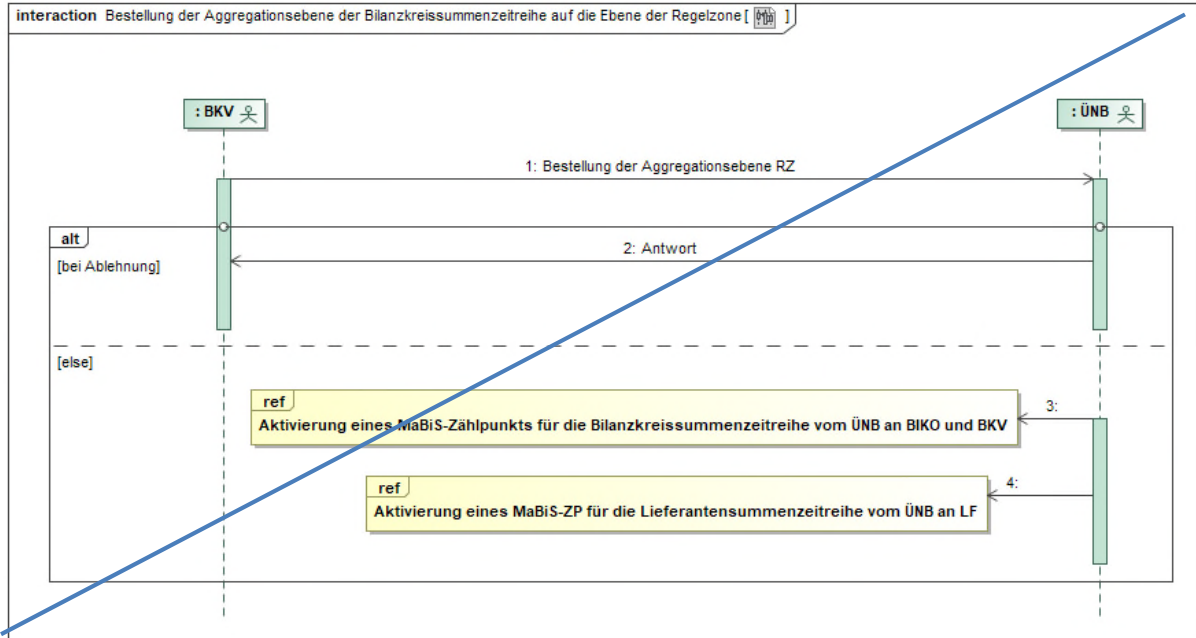 interaction Bestellung der Aggregationsebene der Bilanzkreissummenzeitreihe auf die Ebene der Regelzone [ ]
: BKV
: ÜNB
1: Bestellung der Aggregationsebene RZ
alt
2: Antwort
[bei Ablehnung]
[else]
ref
3:
Aktivierung eines MaBiS-Zählpunkts für die Bilanzkreissummenzeitreihe vom ÜNB an BIKO und BKV
ref
4:
Aktivierung eines MaBiS-ZP für die Lieferantensummenzeitreihe vom ÜNB an LF